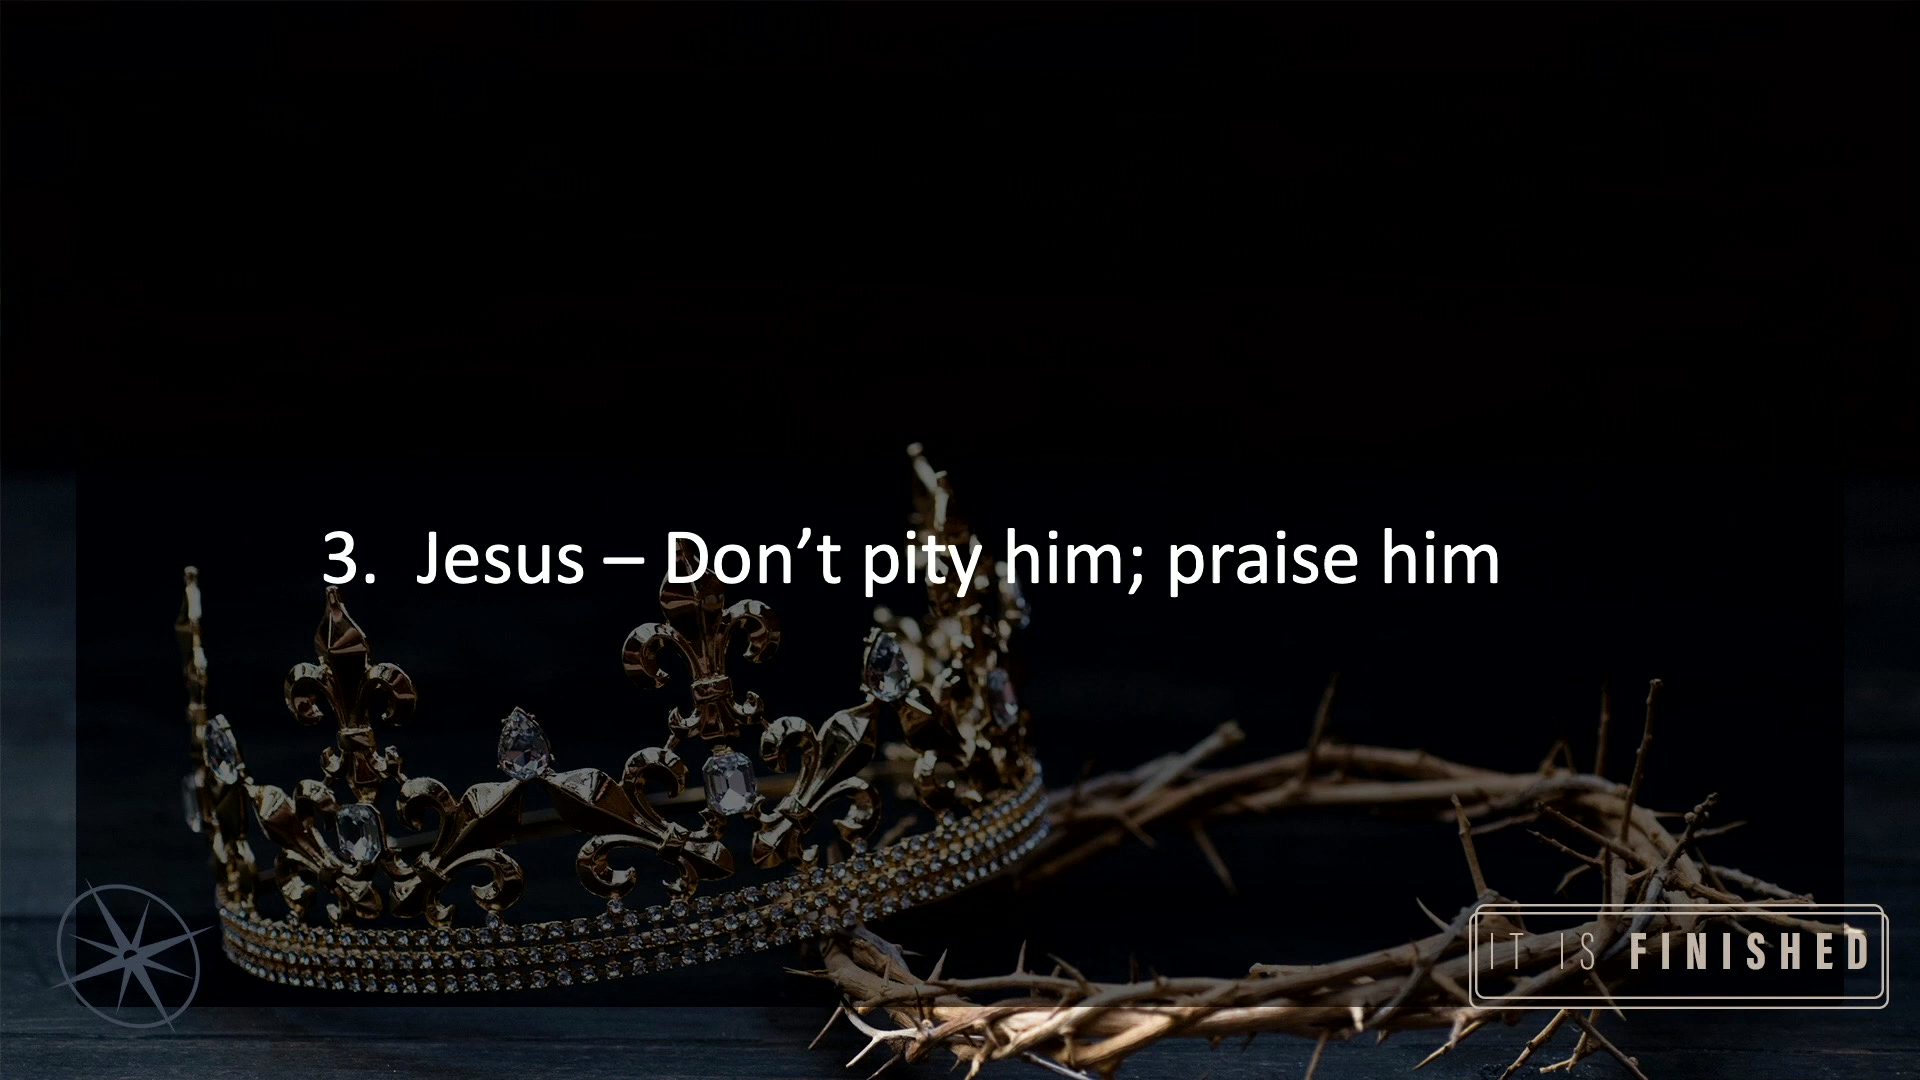 3.  Jesus – Don’t pity him; praise him
IT IS FINISHED